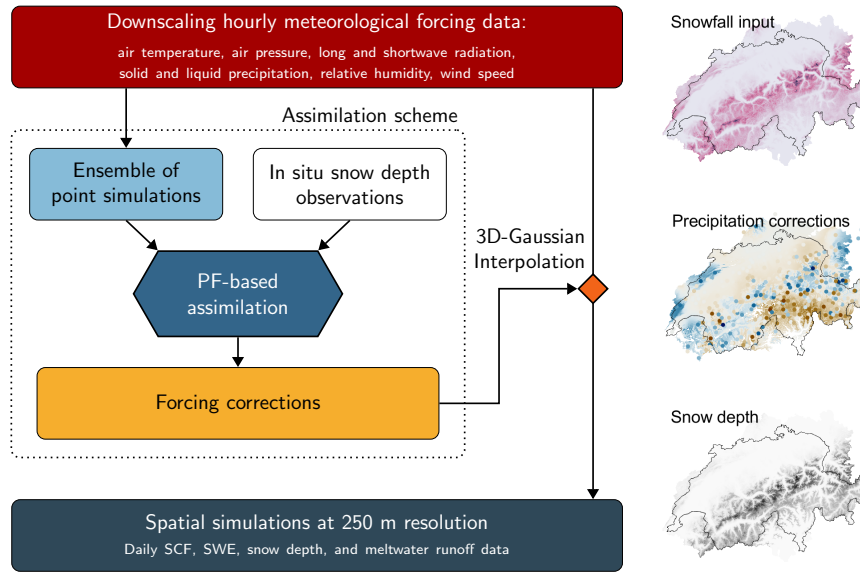 Downscaling hourly meteorological forcing data:
air temperature, air pressure, long and shortwave radiation,
solid and liquid precipitation, relative humidity, wind speed
Assimilation scheme
Ensemble of
point simulations
In situ snow depth
observations
PF-based
assimilation
3D-Gaussian
Interpolation
Forcing corrections
Spatial simulations at 250 m resolution
Daily SCF, SWE, snow depth, and meltwater runoff data
Snowfall input
Precipitation corrections
Snow depth